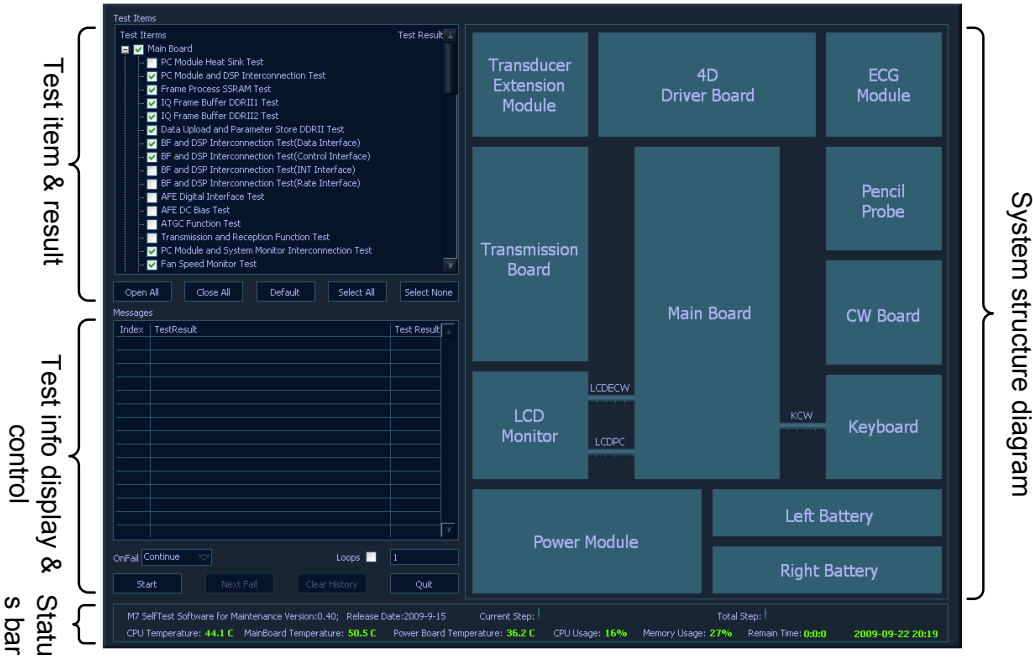 Test Items
Test Items Test Result
Main Board
PC Module Heat Sink Test
PC Module and DSP Interconnection Test
Frame Process SSRAM Test
IQ Frame Buffer DDRII1 Test
IQ Frame Buffer DDRII2 Test
Data Upload and Parameter Store DDRII Test
BF and DSP Interconnection Test(Data Interface)
BF and DSP Interconnection Test(Control Interface)
BF and DSP Interconnection Test(INT Interface)
BF and DSP Interconnection Test(Rate Interface)
AFE Digital Interface Test
AFE DC Bias Test
ATGC Function Test
Transmission and Reception Function Test
PC Module and System Monitor Interconnection Test
Fan Speed Monitor Test
Open All Close All Default Select All Select None
Messages
Index TestResult Test Result
OnFail Continue Loops 1
Start Next Fail Clear History Quit
Transducer
Extension
Module
4D
Driver Board
ECG
Module
Transmission
Board
Main Board
Pencil
Probe
CW Board
LCD
Monitor
LCDECW
LCDPC
KCW
Keyboard
Power Module
Left Battery
Right Battery
M7 SelfTest Software for Maintenance Version:0.40; Release Date:2009-9-15 Current Step: Total Step:
CPU Temperature: 44.1 C MainBoard Temperature: 50.5 C Power Board Temperature: 36.2 C CPU Usage: 16% Memory Usage: 27% Remain Time: 0:0:0 2009-09-22 20:19
Test item & result
Test info display &
control
Statu
s bar
System structure diagram